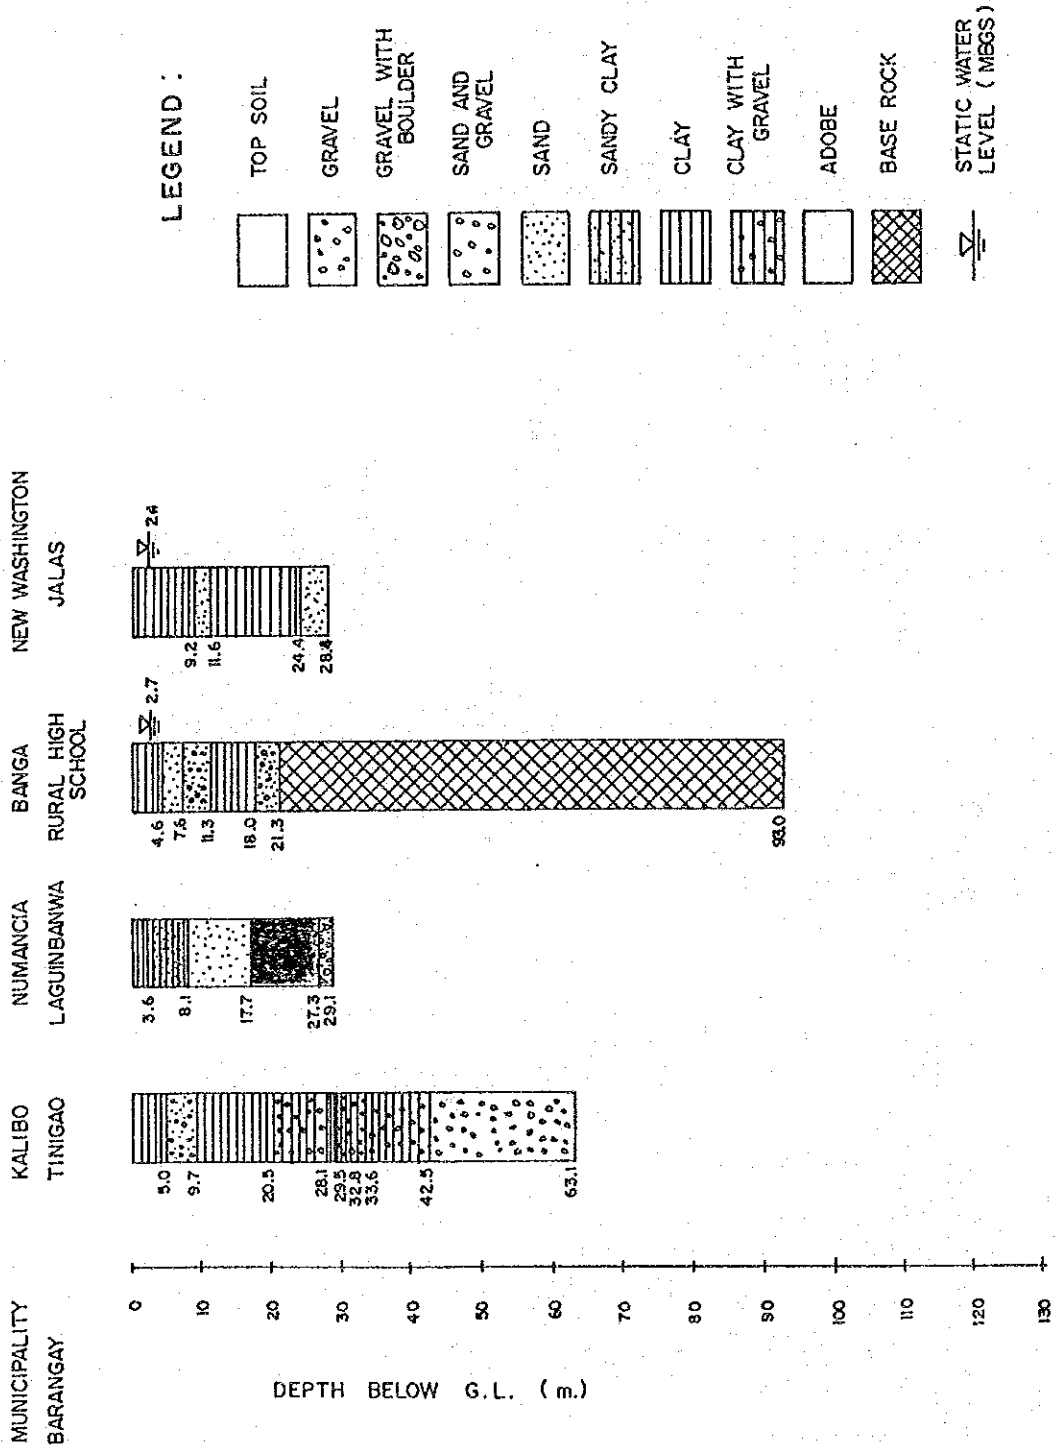 MUNICIPALITY KALIBO NUMANCIA BANGA NEW WASHINGTON
BARANGAY TINIGAO LAGUINBANWA RURAL HIGH SCHOOL JALAS
DEPTH BELOW G.L. (m.)
0
10
20
30
40
50
60
70
80
90
100
110
120
130
5.0
9.7
20.5
28.1
29.5
32.8
33.6
42.5
63.1
3.6
8.1
17.7
27.3
29.1
2.7
4.6
7.6
11.3
18.0
21.3
93.0
9.2
11.6
24.4
LEGEND :
TOP SOIL
GRAVEL
GRAVEL WITH
BOULDER
SAND AND
GRAVEL
SAND
SANDY CLAY
CLAY
CLAY WITH
GRAVEL
ADOBE
BASE ROCK
STATIC WATER
LEVEL (MBGS)